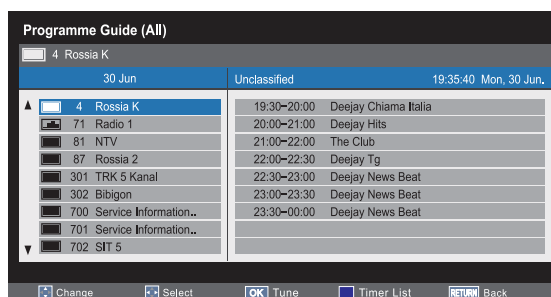 Programme Guide (All)
4 Rossia K
30 Jun
Unclassified 19:35:40 Mon, 30 Jun.
4 Rossia K
71 Radio 1
81 NTV
87 Rossia 2
301 TRK 5 Kanal
302 Bibigon
700 Service Information..
701 Service Information..
702 SIT 5
19:30-20:00 Deejay Chiama Italia
20:00-21:00 Deejay Hits
21:00-22:00 The Club
22:00-22:30 Deejay Tg
22:30-23:00 Deejay News Beat
23:00-23:30 Deejay News Beat
23:30-00:00 Deejay News Beat
Change Select OK Tune Timer List RETURN Back